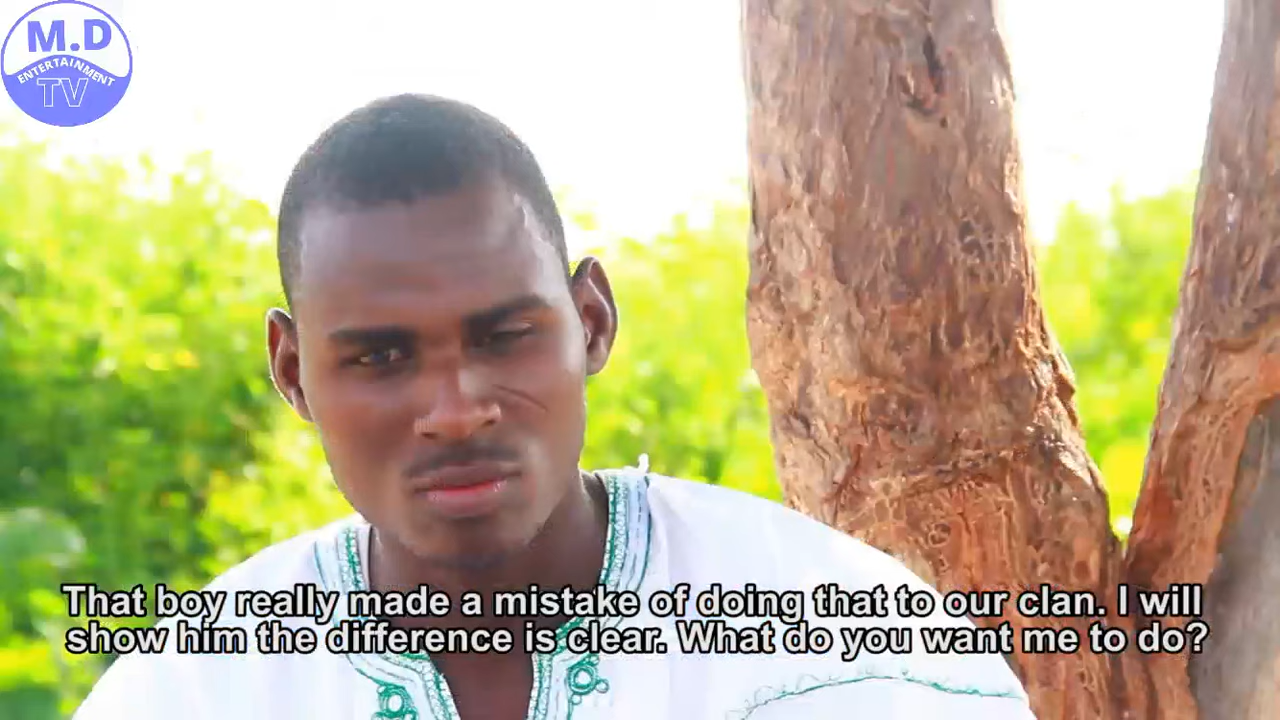 M.D
ENTERTAINMENT
TV
That boy really made a mistake of doing that to our clan. I will
show him the difference is clear. What do you want me to do?